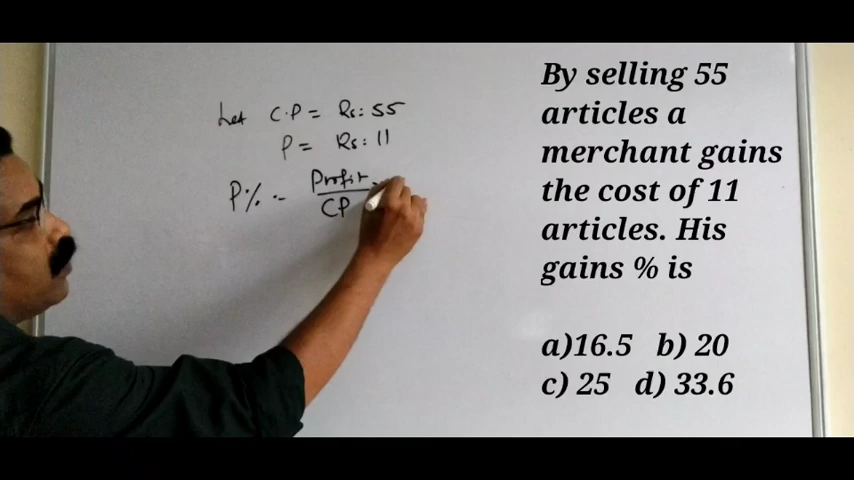 Let C.P = Rs: 55
P = Rs: 11
P% = Profit
CP
By selling 55
articles a
merchant gains
the cost of 11
articles. His
gains % is
a)16.5 b) 20
c) 25 d) 33.6